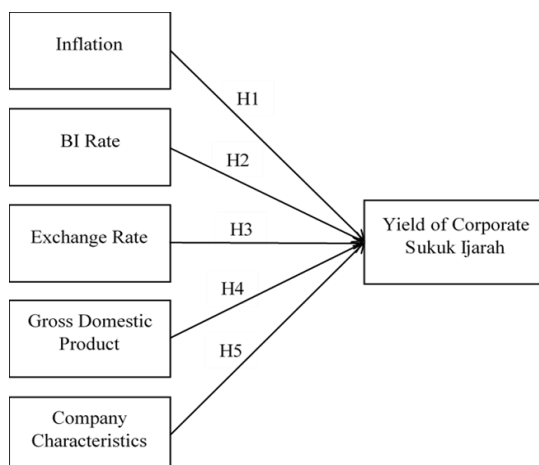 Inflation
H1
BI Rate
H2
Exchange Rate
H3
Yield of Corporate
Sukuk Ijarah
Gross Domestic
Product
H4
H5
Company
Characteristics